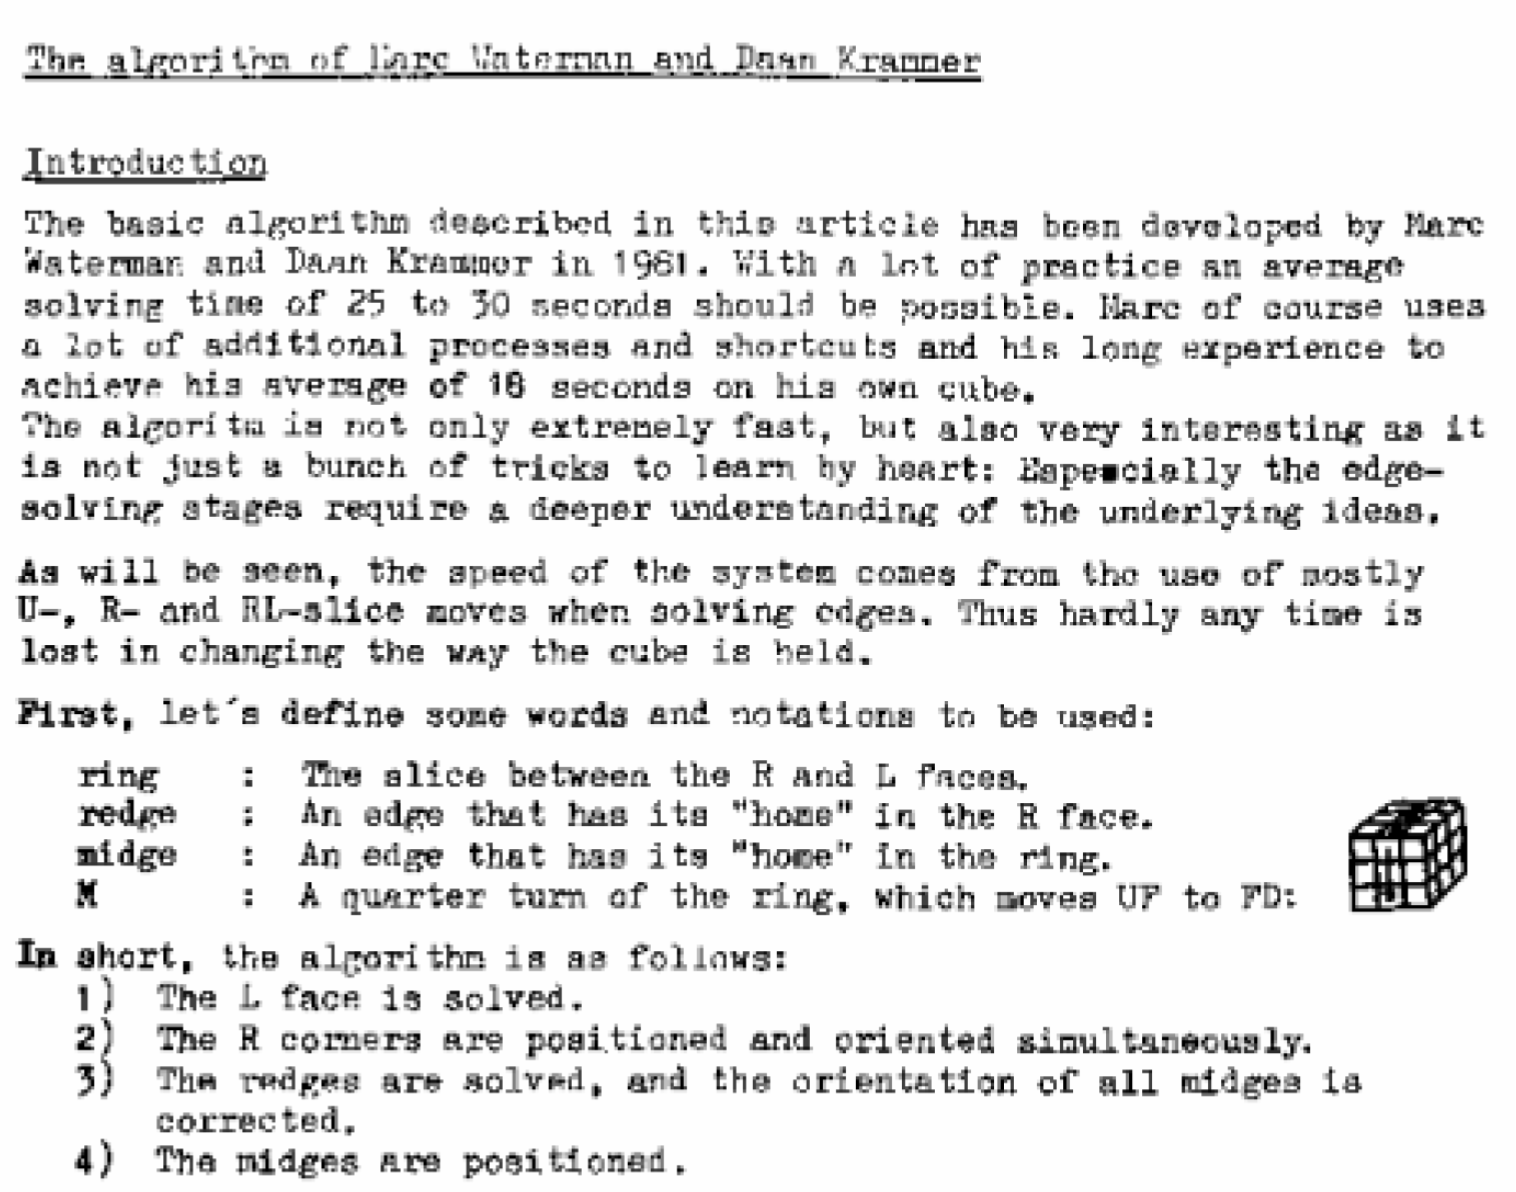 The algorithm of Marc Waterman and Daan Krammer
Introduction
The basic algorithm described in this article has been developed by Marc
Waterman and Daan Krammer in 1981. With a lot of practice an average
solving time of 25 to 30 seconds should be possible. Marc of course uses
a lot of additional processes and shortcuts and his long experience to
achieve his average of 18 seconds on his own cube.
The algoritm is not only extremely fast, but also very interesting as it
is not just a bunch of tricks to learn by heart: Especially the edge-
solving stages require a deeper understanding of the underlying ideas.
As will be seen, the speed of the system comes from the use of mostly
U-, R- and RL-slice moves when solving edges. Thus hardly any time is
lost in changing the way the cube is held.
First, let´s define some words and notations to be used:
ring : The slice between the R and L faces.
redge : An edge that has its "home" in the R face.
midge : An edge that has its "home" in the ring.
M : A quarter turn of the ring, which moves UF to FD:
In short, the algorithm is as follows:
1) The L face is solved.
2) The R corners are positioned and oriented simultaneously.
3) The redges are solved, and the orientation of all midges is
corrected.
4) The midges are positioned.